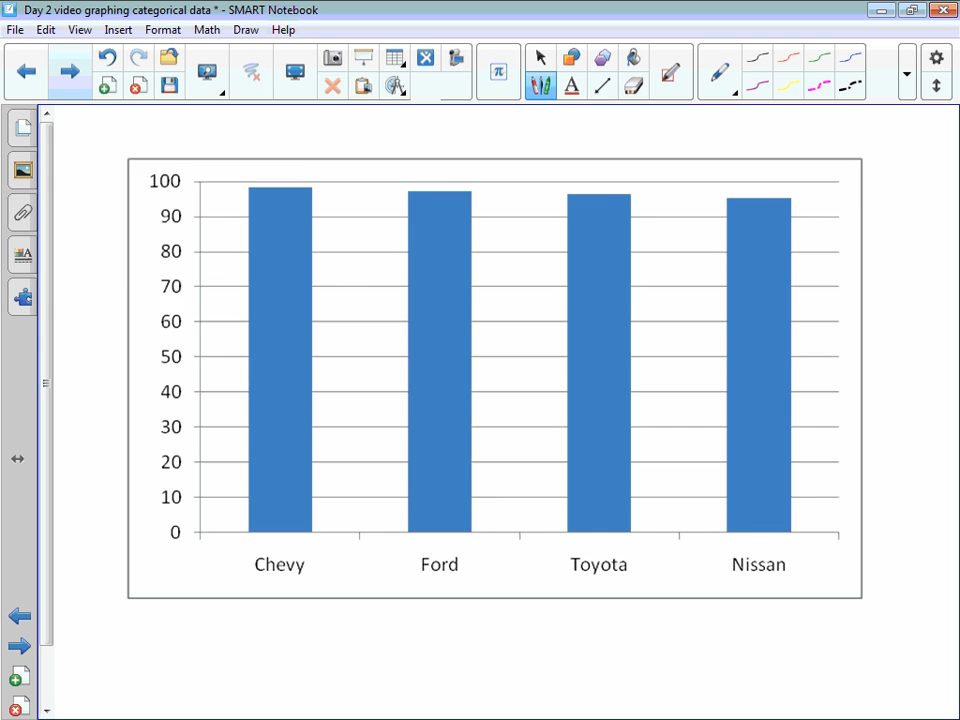 Day 2 video graphing categorical data * - SMART Notebook
File Edit View Insert Format Math Draw Help
π
A
A
100
90
80
70
60
50
40
30
20
10
0
Chevy Ford Toyota Nissan